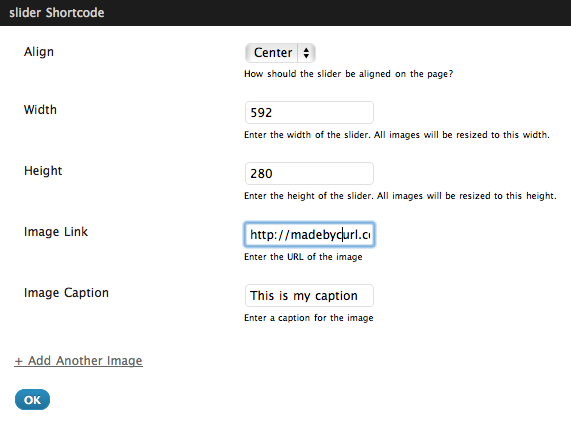 slider Shortcode
Align
Center
How should the slider be aligned on the page?
Width
592
Enter the width of the slider. All images will be resized to this width.
Height
280
Enter the height of the slider. All images will be resized to this height.
Image Link
http://madebycurl.c
Enter the URL of the image
Image Caption
This is my caption
Enter a caption for the image
+ Add Another Image
OK